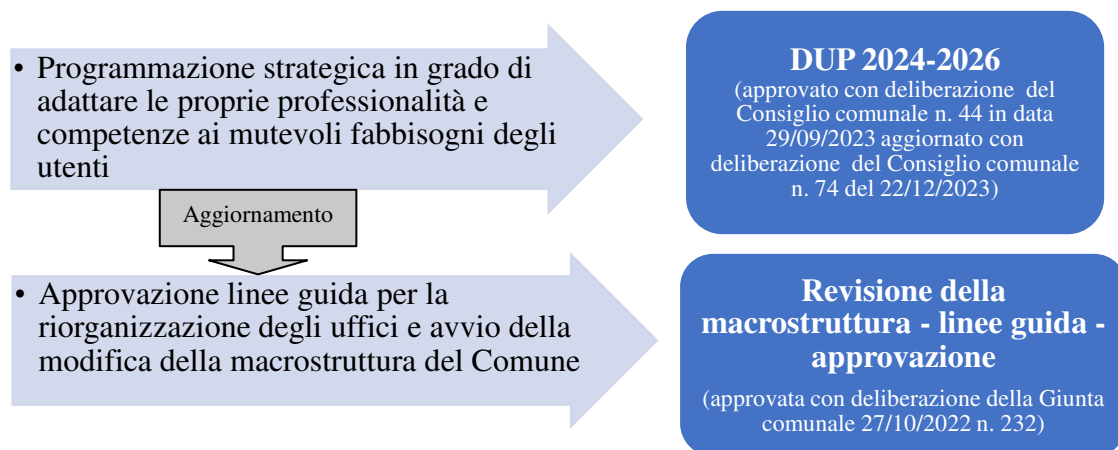 • Programmazione strategica in grado di
adattare le proprie professionalità e
competenze ai mutevoli fabbisogni degli
utenti
DUP 2024-2026
(approvato con deliberazione del
Consiglio comunale n. 44 in data
29/09/2023 aggiornato con
deliberazione del Consiglio comunale
n. 74 del 22/12/2023)
Aggiornamento
• Approvazione linee guida per la
riorganizzazione degli uffici e avvio della
modifica della macrostruttura del Comune
Revisione della
macrostruttura - linee guida -
approvazione
(approvata con deliberazione della Giunta
comunale 27/10/2022 n. 232)